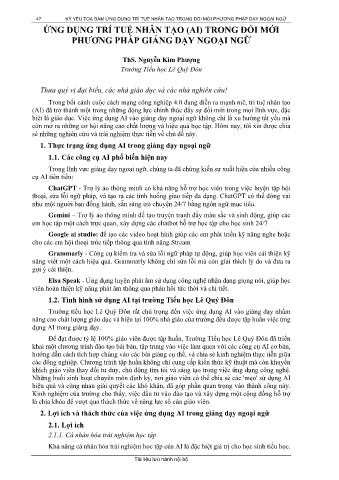 47 KỶ YẾU TỌA ĐÀM ỨNG DỤNG TRÍ TUỆ NHÂN TẠO TRONG ĐỔI MỚI PHƯƠNG PHÁP DẠY NGOẠI NGỮ
ỨNG DỤNG TRÍ TUỆ NHÂN TẠO (AI) TRONG ĐỔI MỚI
PHƯƠNG PHÁP GIẢNG DẠY NGOẠI NGỮ
ThS. Nguyễn Kim Phượng
Trường Tiểu học Lê Quý Đôn
Thưa quý vị đại biểu, các nhà giáo dục và các nhà nghiên cứu!
Trong bối cảnh cuộc cách mạng công nghiệp 4.0 đang diễn ra mạnh mẽ, trí tuệ nhân tạo
(AI) đã trở thành một trong những động lực chính thúc đẩy sự đổi mới trong mọi lĩnh vực, đặc
biệt là giáo dục. Việc ứng dụng AI vào giảng dạy ngoại ngữ không chỉ là xu hướng tất yếu mà
còn mở ra những cơ hội nâng cao chất lượng và hiệu quả học tập. Hôm nay, tôi xin được chia
sẻ những nghiên cứu và trải nghiệm thực tiễn về chủ đề này.
1. Thực trạng ứng dụng AI trong giảng dạy ngoại ngữ
1.1. Các công cụ AI phổ biến hiện nay
Trong lĩnh vực giảng dạy ngoại ngữ, chúng ta đã chứng kiến sự xuất hiện của nhiều công
cụ AI tiên tiến:
ChatGPT - Trợ lý ảo thông minh có khả năng hỗ trợ học viên trong việc luyện tập hội
thoại, sửa lỗi ngữ pháp, và tạo ra các tình huống giao tiếp đa dạng. ChatGPT có thể đóng vai
như một người bạn đồng hành, sẵn sàng trò chuyện 24/7 bằng ngôn ngữ mục tiêu.
Gemini – Trợ lý ảo thông minh để tạo truyện tranh đầy màu sắc và sinh động, giúp các
em học tập một cách trực quan, xây dựng các chatbot hỗ trợ học tập cho học sinh 24/7
Google ai studio: để tạo các video hoạt hình giúp các em phát triển kỹ năng nghe hoặc
cho các em hội thoại trực tiếp thông qua tính năng Stream
Grammarly - Công cụ kiểm tra và sửa lỗi ngữ pháp tự động, giúp học viên cải thiện kỹ
năng viết một cách hiệu quả. Grammarly không chỉ sửa lỗi mà còn giải thích lý do và đưa ra
gợi ý cải thiện.
Elsa Speak - Ứng dụng luyện phát âm sử dụng công nghệ nhận dạng giọng nói, giúp học
viên hoàn thiện kỹ năng phát âm thông qua phản hồi tức thời và chi tiết.
1.2. Tình hình sử dụng AI tại trường Tiểu học Lê Quý Đôn
Trường tiểu học Lê Quý Đôn rất chú trọng đến việc ứng dụng AI vào giảng dạy nhằm
nâng cao chất lượng giáo dục và hiện tại 100% nhà giáo của trường đều được tập huấn việc ứng
dụng AI trong giảng dạy.
Để đạt được tỷ lệ 100% giáo viên được tập huấn, Trường Tiểu học Lê Quý Đôn đã triển
khai một chương trình đào tạo bài bản, tập trung vào việc làm quen với các công cụ AI cơ bản,
hướng dẫn cách tích hợp chúng vào các bài giảng cụ thể, và chia sẻ kinh nghiệm thực tiễn giữa
các đồng nghiệp. Chương trình tập huấn không chỉ cung cấp kiến thức kỹ thuật mà còn khuyến
khích giáo viên thay đổi tư duy, chủ động tìm tòi và sáng tạo trong việc ứng dụng công nghệ.
Những buổi sinh hoạt chuyên môn định kỳ, nơi giáo viên có thể chia sẻ các 'mẹo' sử dụng AI
hiệu quả và cùng nhau giải quyết các khó khăn, đã góp phần quan trọng vào thành công này.
Kinh nghiệm của trường cho thấy, việc đầu tư vào đào tạo và xây dựng một cộng đồng hỗ trợ
là chìa khóa để vượt qua thách thức về năng lực số của giáo viên.
2. Lợi ích và thách thức của việc ứng dụng AI trong giảng dạy ngoại ngữ
2.1. Lợi ích
2.1.1. Cá nhân hóa trải nghiệm học tập
Khả năng cá nhân hóa trải nghiệm học tập của AI là đặc biệt giá trị cho học sinh tiểu học.
Tài liệu lưu hành nội bộ